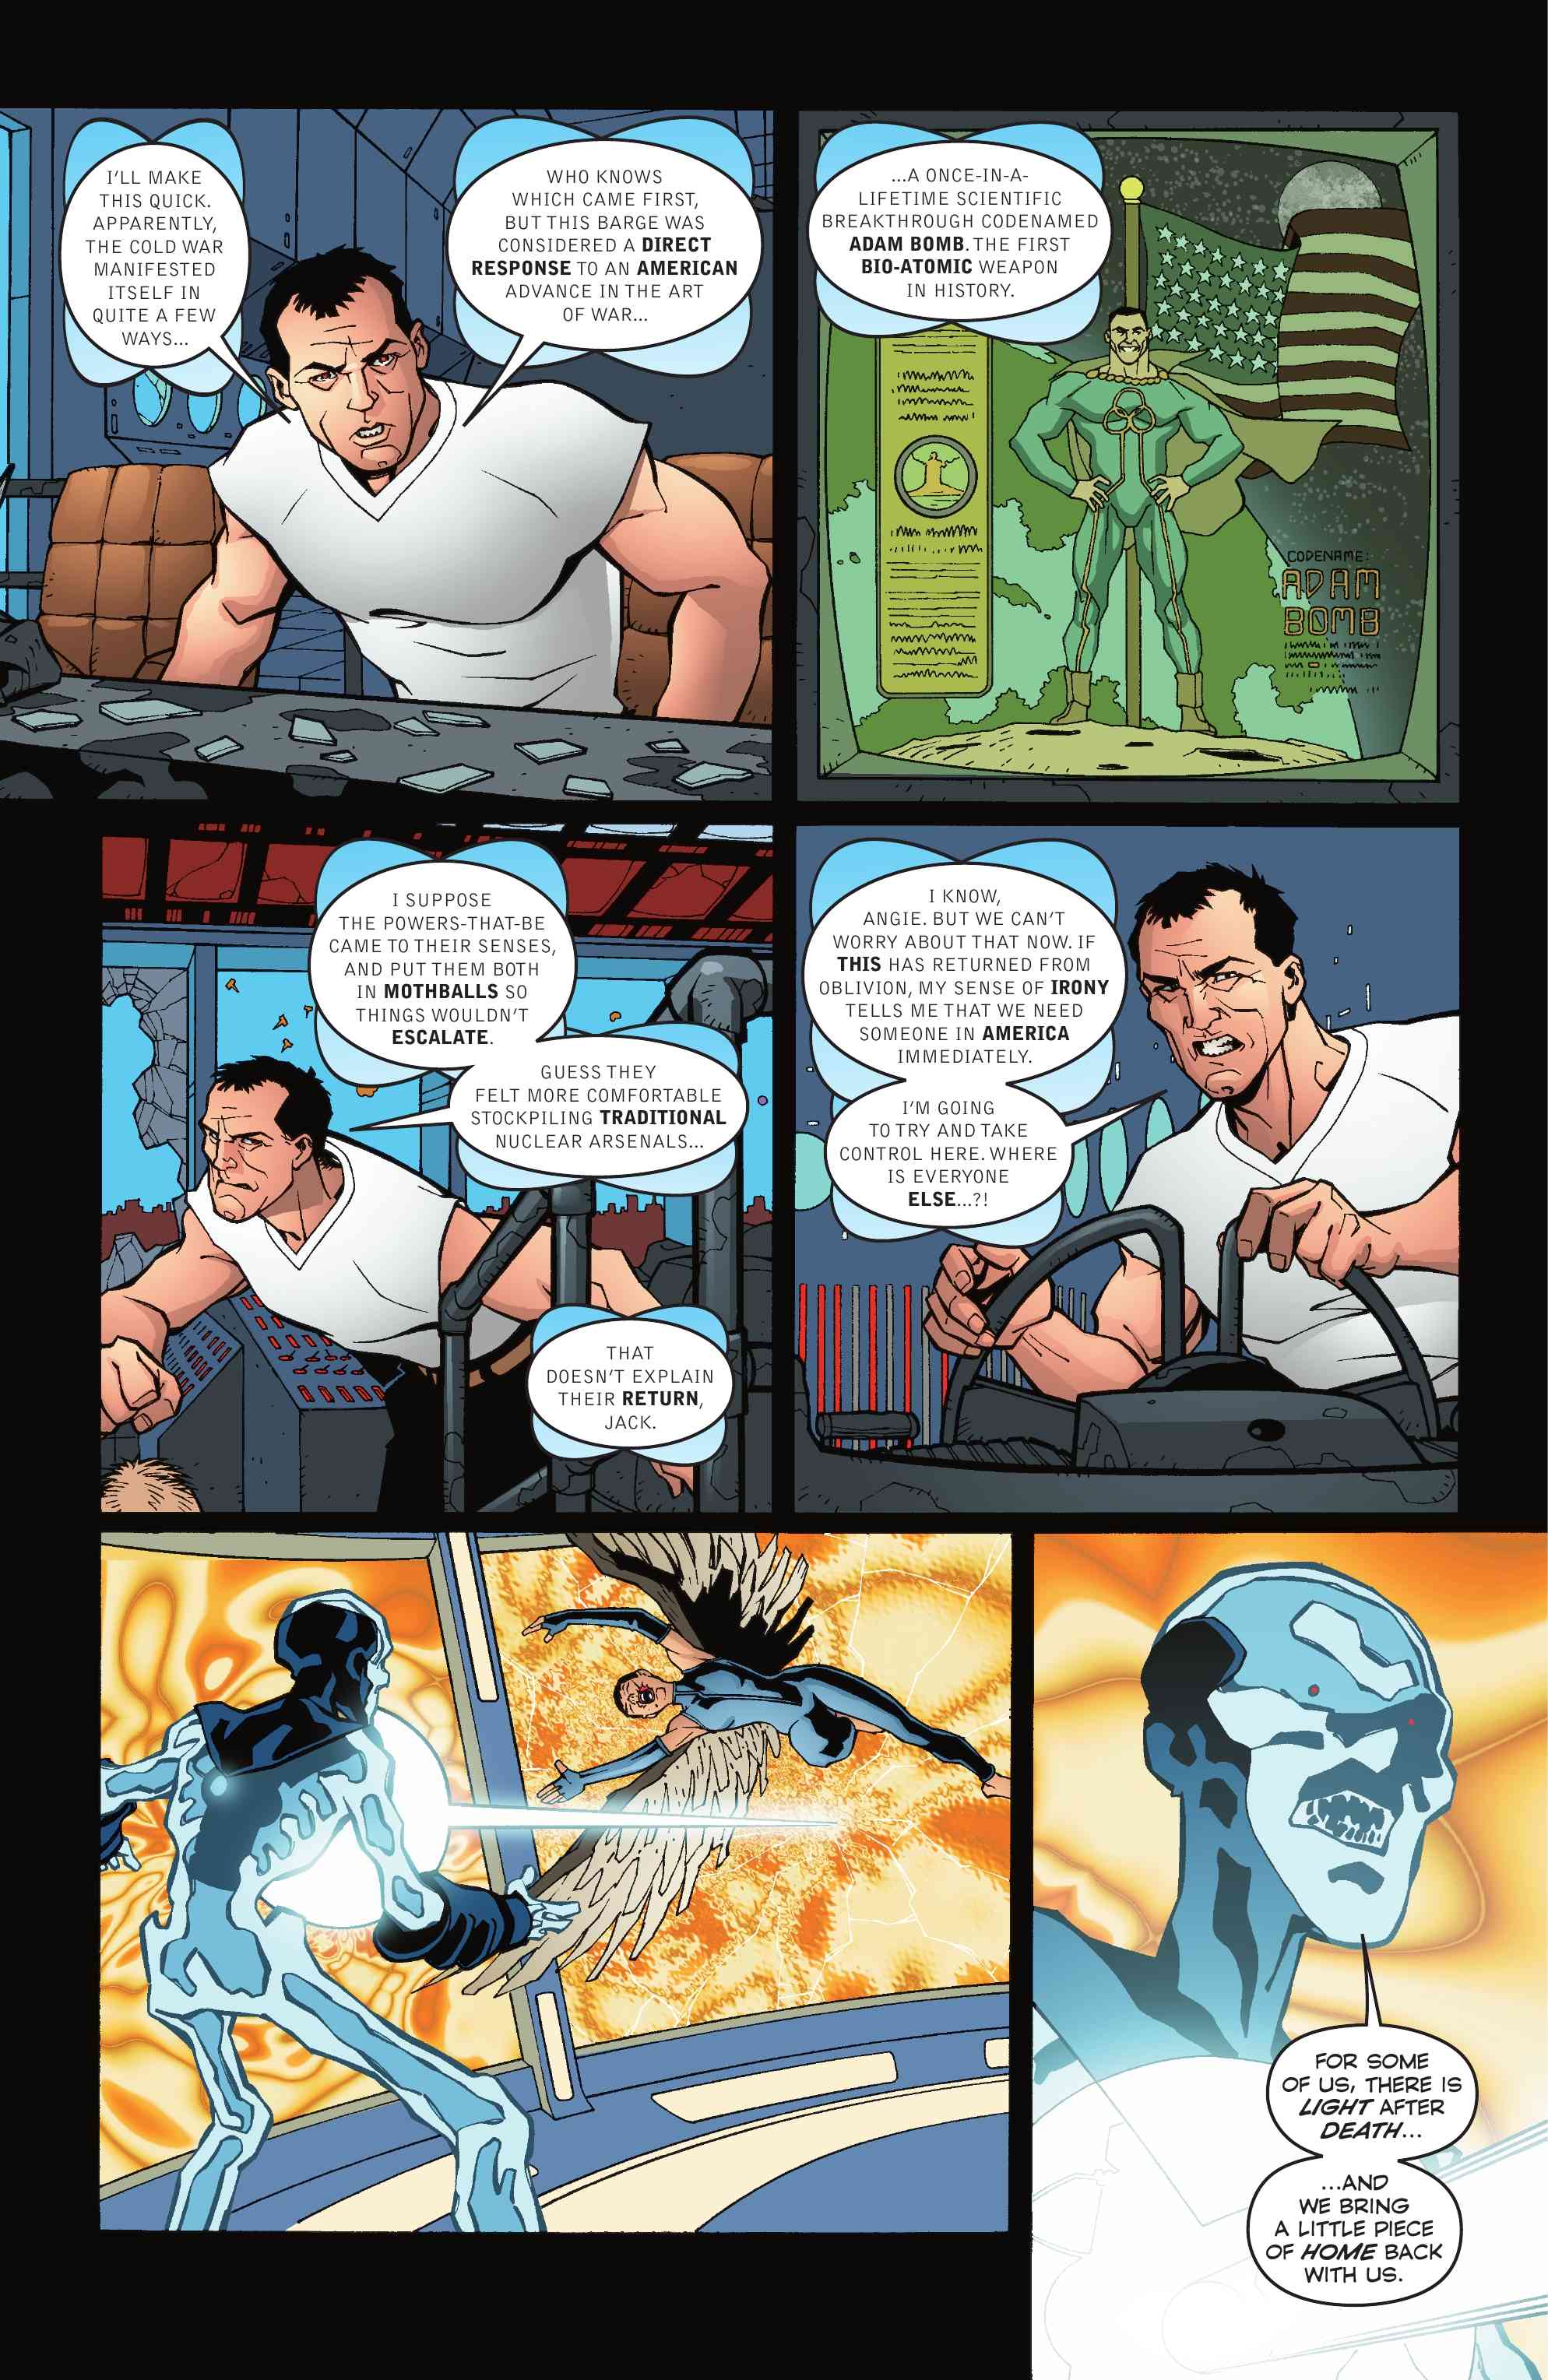 I'LL MAKE
THIS QUICK.
APPARENTLY,
THE COLD WAR
MANIFESTED
ITSELF IN
QUITE A FEW
WAYS...
WHO KNOWS
WHICH CAME FIRST,
BUT THIS BARGE WAS
CONSIDERED A DIRECT
RESPONSE TO AN AMERICAN
ADVANCE IN THE ART
OF WAR...
...A ONCE-IN-A-
LIFETIME SCIENTIFIC
BREAKTHROUGH CODENAMED
ADAM BOMB. THE FIRST
BIO-ATOMIC WEAPON
IN HISTORY.
CODENAME:
ADAM
BOMB
I SUPPOSE
THE POWERS-THAT-BE
CAME TO THEIR SENSES,
AND PUT THEM BOTH
IN MOTHBALLS SO
THINGS WOULDN'T
ESCALATE.
GUESS THEY
FELT MORE COMFORTABLE
STOCKPILING TRADITIONAL
NUCLEAR ARSENALS...
THAT
DOESN'T EXPLAIN
THEIR RETURN,
JACK.
I KNOW,
ANGIE. BUT WE CAN'T
WORRY ABOUT THAT NOW. IF
THIS HAS RETURNED FROM
OBLIVION, MY SENSE OF IRONY
TELLS ME THAT WE NEED
SOMEONE IN AMERICA
IMMEDIATELY.
I'M GOING
TO TRY AND TAKE
CONTROL HERE. WHERE
IS EVERYONE
ELSE...?!
FOR SOME
OF US, THERE IS
LIGHT AFTER
DEATH...
...AND
WE BRING
A LITTLE PIECE
OF HOME BACK
WITH US.